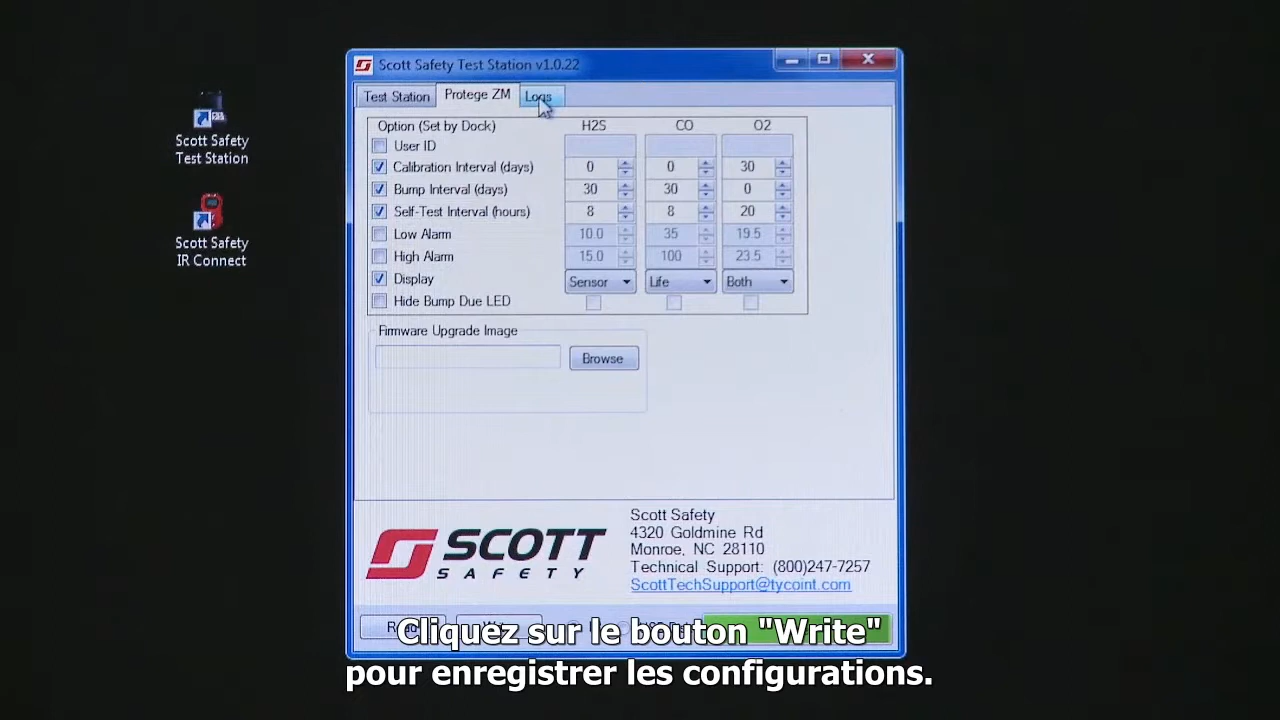 Scott Safety Test Station v1.0.22
Test Station Protege ZM Logs
Option (Set by Dock) H2S CO O2
User ID
Calibration Interval (days) 0 0 30
Bump Interval (days) 30 30 0
Self-Test Interval (hours) 8 8 20
Low Alarm 10.0 35 19.5
High Alarm 15.0 100 23.5
Display Sensor Life Both
Hide Bump Due LED
Firmware Upgrade Image
Browse
Scott Safety
Test Station
Scott Safety
IR Connect
SCOTT
SAFETY
Scott Safety
4320 Goldmine Rd
Monroe, NC 28110
Technical Support: (800)247-7257
ScottTechSupport@tycoint.com
Cliquez sur le bouton "Write"
pour enregistrer les configurations.